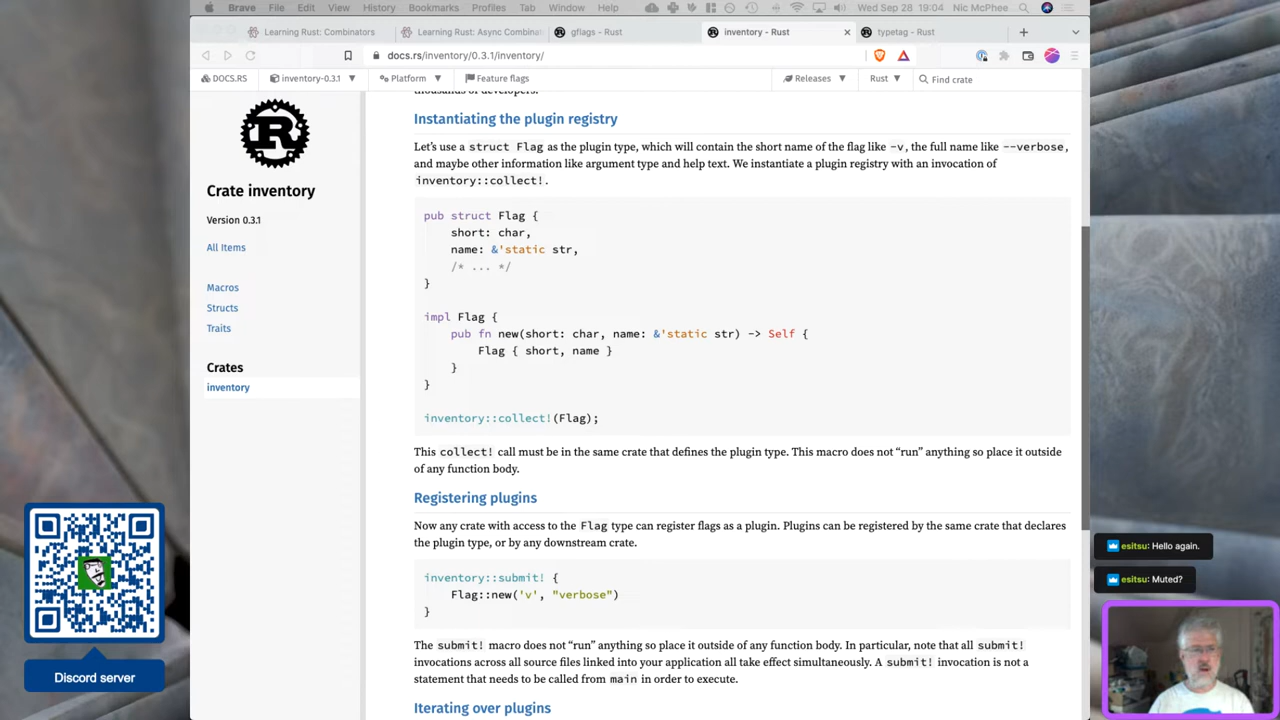 Brave File Edit View History Bookmarks Profiles Tab Window Help Wed Sep 28 19:04 Nic McPhee
Learning Rust: Combinators
Learning Rust: Async Combinat
gflags - Rust
inventory - Rust
typetag - Rust
docs.rs/inventory/0.3.1/inventory/
DOCS.RS inventory-0.3.1 Platform Feature flags Releases Rust Find crate
thousands of developers.
Crate inventory
Version 0.3.1
All Items
Macros
Structs
Traits
Crates
inventory
Instantiating the plugin registry
Let's use a struct Flag as the plugin type, which will contain the short name of the flag like -v, the full name like --verbose,
and maybe other information like argument type and help text. We instantiate a plugin registry with an invocation of
inventory::collect!.
pub struct Flag {
short: char,
name: &'static str,
/* ... */
}
impl Flag {
pub fn new(short: char, name: &'static str) -> Self {
Flag { short, name }
}
}
inventory::collect!(Flag);
This collect! call must be in the same crate that defines the plugin type. This macro does not “run” anything so place it outside
of any function body.
Registering plugins
Now any crate with access to the Flag type can register flags as a plugin. Plugins can be registered by the same crate that declares
the plugin type, or by any downstream crate.
inventory::submit! {
Flag::new('v', "verbose")
}
The submit! macro does not “run” anything so place it outside of any function body. In particular, note that all submit!
invocations across all source files linked into your application all take effect simultaneously. A submit! invocation is not a
statement that needs to be called from main in order to execute.
Iterating over plugins
Discord server
esitsu: Hello again.
esitsu: Muted?